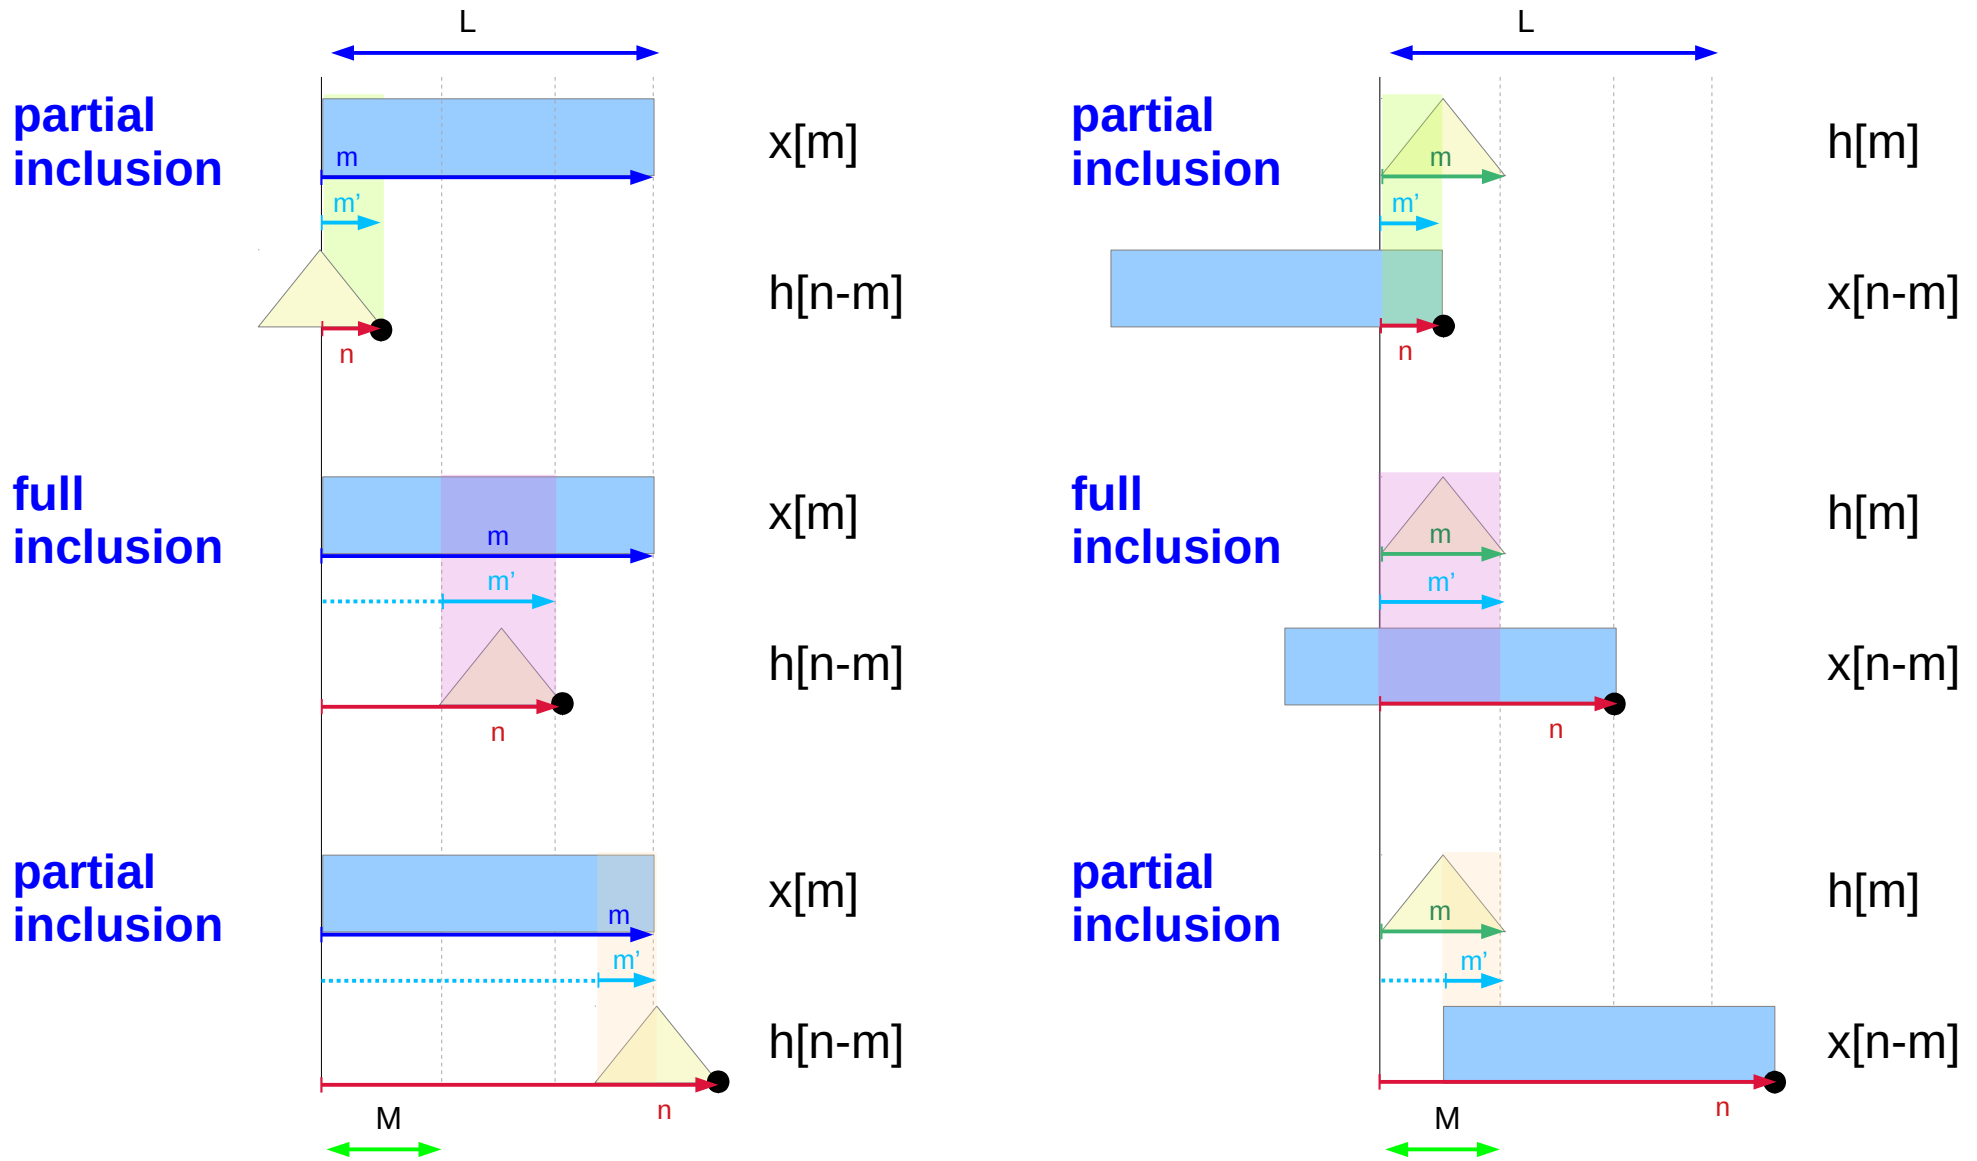 L
partial
inclusion
m
x[m]
m'
h[n-m]
n
full
inclusion
x[m]
m
m'
h[n-m]
n
partial
inclusion
x[m]
m
m'
h[n-m]
n
M
L
partial
inclusion
h[m]
m
m'
x[n-m]
n
full
inclusion
h[m]
m
m'
x[n-m]
n
partial
inclusion
h[m]
m
m'
x[n-m]
n
M